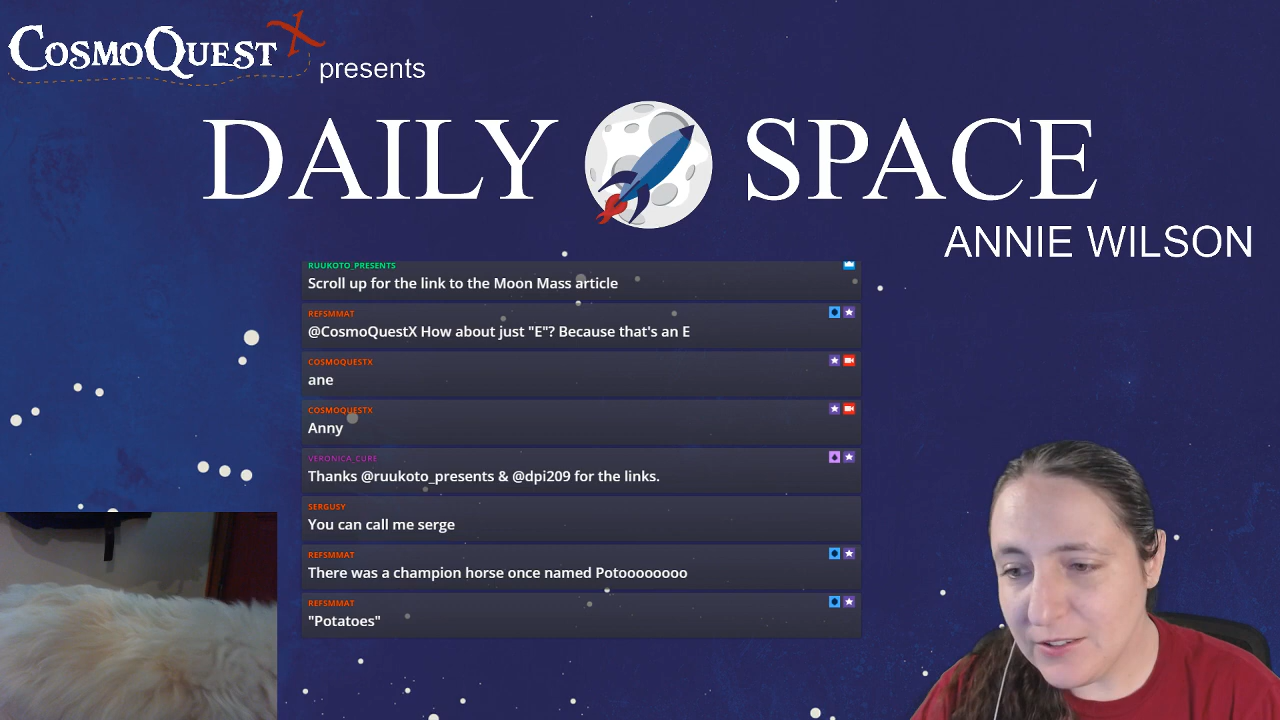 CosmoQuest X
presents
DAILY SPACE
ANNIE WILSON
RUUKOTO_PRESENTS
Scroll up for the link to the Moon Mass article
REFSMMAT
@CosmoQuestX How about just "E"? Because that's an E
COSMOQUESTX
ane
COSMOQUESTX
Anny
VERONICA_CURE
Thanks @ruukoto_presents & @dpi209 for the links.
SERGUSY
You can call me serge
REFSMMAT
There was a champion horse once named Potoooooooo
REFSMMAT
"Potatoes"